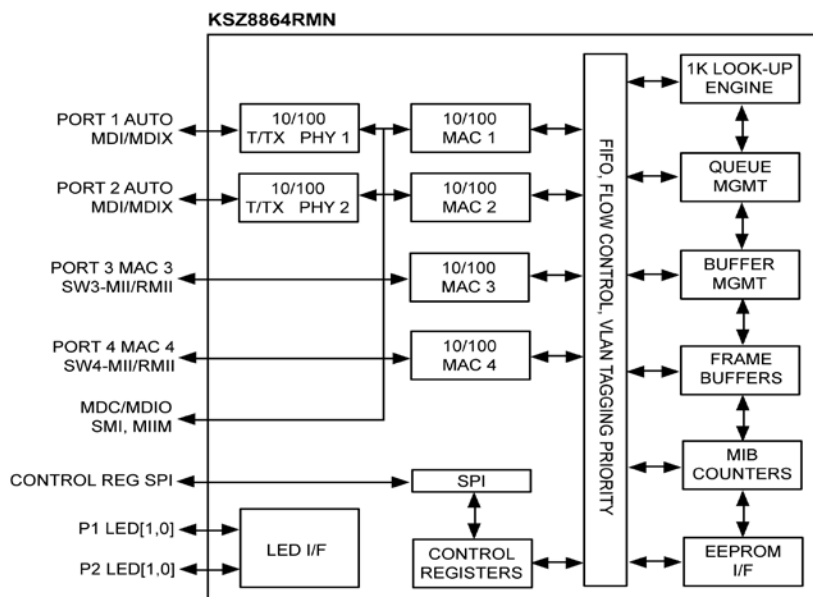 KSZ8864RMN
PORT 1 AUTO
MDI/MDIX
10/100
T/TX PHY 1
10/100
MAC 1
1K LOOK-UP
ENGINE
PORT 2 AUTO
MDI/MDIX
10/100
T/TX PHY 2
10/100
MAC 2
QUEUE
MGMT
PORT 3 MAC 3
SW3-MII/RMII
10/100
MAC 3
BUFFER
MGMT
PORT 4 MAC 4
SW4-MII/RMII
10/100
MAC 4
FRAME
BUFFERS
FIFO, FLOW CONTROL, VLAN TAGGING PRIORITY
MDC/MDIO
SMI, MIIM
MIB
COUNTERS
CONTROL REG SPI
SPI
P1 LED[1,0]
P2 LED[1,0]
LED I/F
CONTROL
REGISTERS
EEPROM
I/F